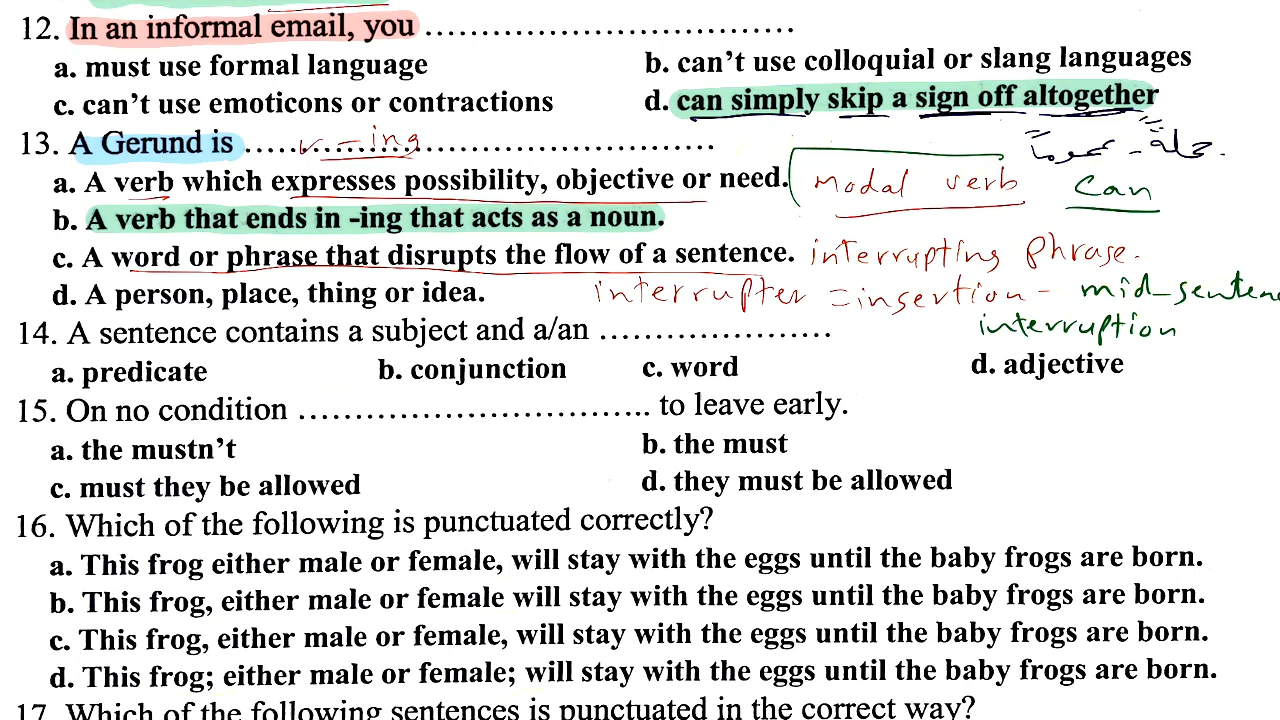 12. In an informal email, you ................................
a. must use formal language b. can't use colloquial or slang languages
c. can't use emoticons or contractions d. can simply skip a sign off altogether
13. A Gerund is ........................................ v-ing جملةً - عموماً.
a. A verb which expresses possibility, objective or need. Modal verb Can
b. A verb that ends in -ing that acts as a noun.
c. A word or phrase that disrupts the flow of a sentence. interrupting phrase.
d. A person, place, thing or idea. interrupter = insertion - mid-senten
interruption
14. A sentence contains a subject and a/an ....................
a. predicate b. conjunction c. word d. adjective
15. On no condition ............................... to leave early.
a. the mustn't b. the must
c. must they be allowed d. they must be allowed
16. Which of the following is punctuated correctly?
a. This frog either male or female, will stay with the eggs until the baby frogs are born.
b. This frog, either male or female will stay with the eggs until the baby frogs are born.
c. This frog, either male or female, will stay with the eggs until the baby frogs are born.
d. This frog; either male or female; will stay with the eggs until the baby frogs are born.
17. Which of the following sentences is punctuated in the correct way?